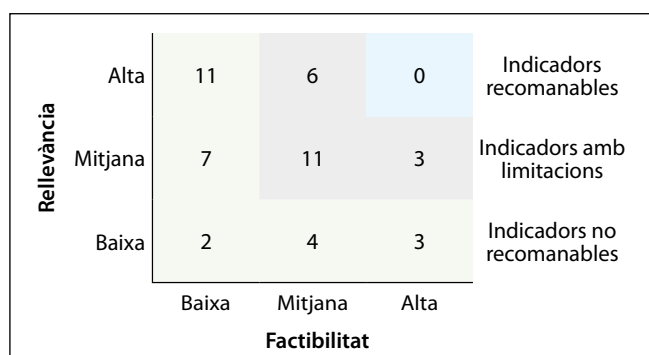 Rellevància
Alta 11 6 0 Indicadors
recomanables
Mitjana 7 11 3 Indicadors amb
limitacions
Baixa 2 4 3 Indicadors no
recomanables
Baixa Mitjana Alta
Factibilitat